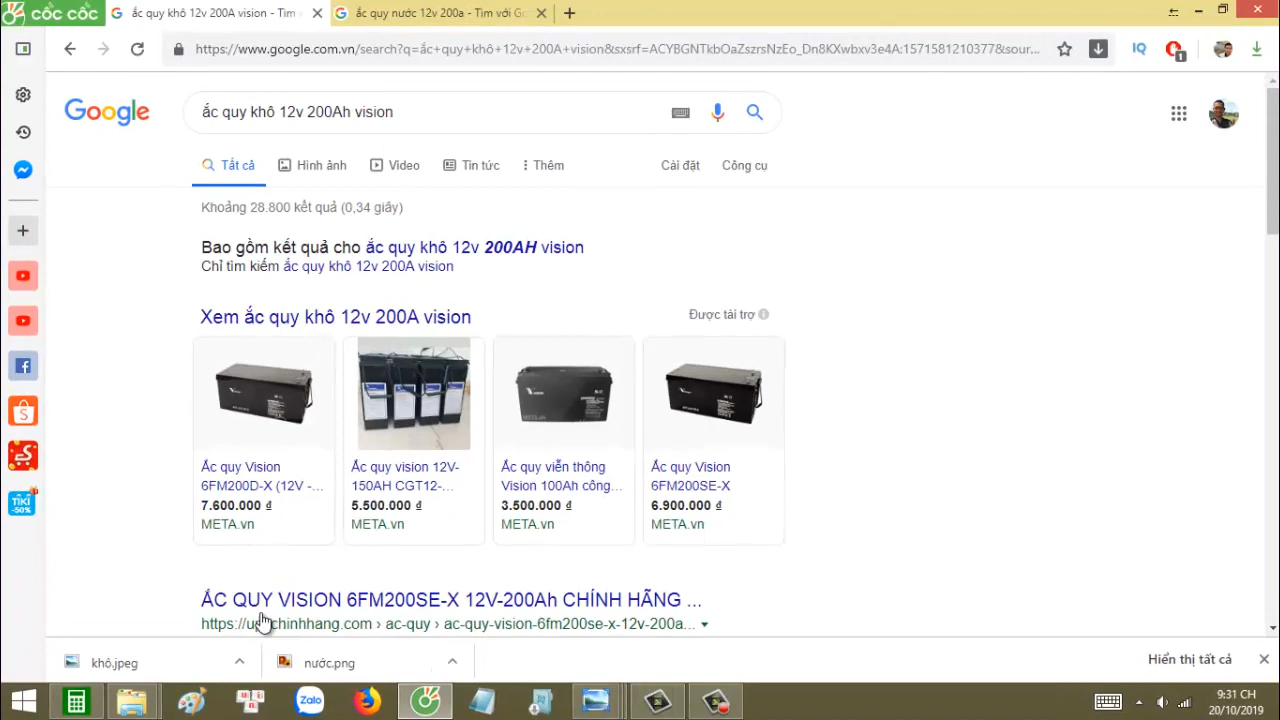 cốc cốc
ắc quy khô 12v 200A vision - Tìm v
ắc quy nước 12v 200a - Tìm với Go
https://www.google.com.vn/search?q=ắc+quy+khô+12v+200A+vision&sxsrf=ACYBGNTkbOaZszrsNzEo_Dn8KXwbxv3e4A:1571581210377&sour...
IQ
1
Google
ắc quy khô 12v 200Ah vision
Tất cả
Hình ảnh
Video
Tin tức
Thêm
Cài đặt
Công cụ
Khoảng 28.800 kết quả (0,34 giây)
Bao gồm kết quả cho ắc quy khô 12v 200AH vision
Chỉ tìm kiếm ắc quy khô 12v 200A vision
Xem ắc quy khô 12v 200A vision
Được tài trợ
Ắc quy Vision
6FM200D-X (12V -...
7.600.000 ₫
META.vn
Ắc quy vision 12V-
150AH CGT12-...
5.500.000 ₫
META.vn
META.vn
Ắc quy viễn thông
Vision 100Ah công...
3.500.000 ₫
META.vn
Ắc quy Vision
6FM200SE-X
6.900.000 ₫
META.vn
ẮC QUY VISION 6FM200SE-X 12V-200Ah CHÍNH HÃNG ...
chinhhang.com › ac-quy › ac-quy-vision-6fm200se-x-12v-200a...
TIKI
-50%
khô.jpeg
nước.png
Hiển thị tất cả
Zalo
9:31 CH
20/10/2019